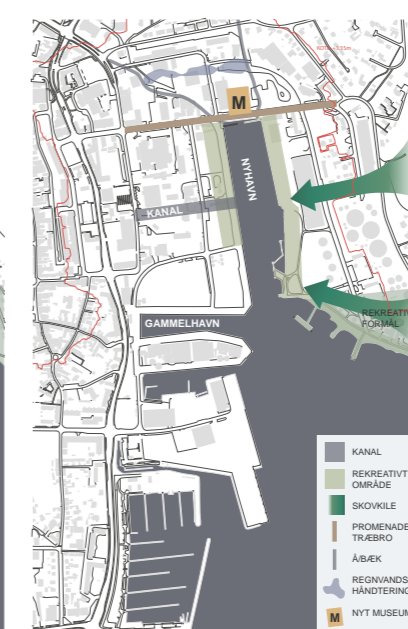 M
NYHAVN
KANAL
GAMMELHAVN
REKREATIV
FORMÅL
KANAL
REKREATIVT
OMRÅDE
SKOVKILE
PROMENADE
TRÆBRO
Å/BÆK
REGNVANDS
HÅNDTERING
M NYT MUSEUM